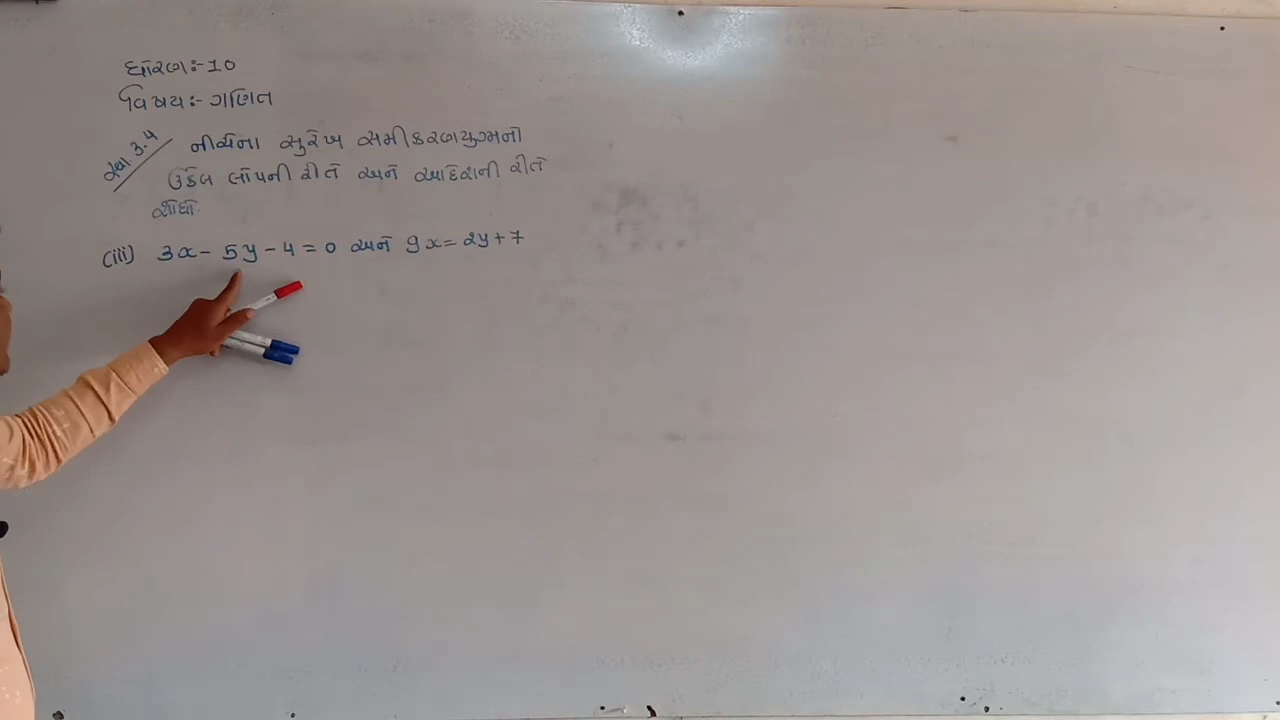 ધોરણ:-10
વિષય:- ગણિત
સ્વા. 3.4
નીચેના સુરેખ સમીકરણયુગ્મનો
ઉકેલ લોપની રીતે અને આદેશની રીતે
શોધો.
(iii) 3x - 5y - 4 = 0 અને 9x = 2y + 7